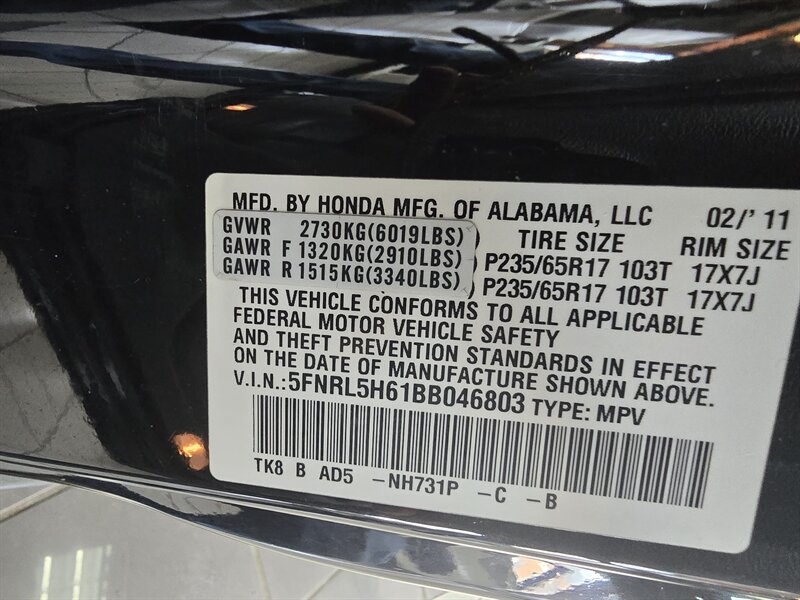 MFD. BY HONDA MFG. OF ALABAMA, LLC 02/' 11
TIRE SIZE RIM SIZE
GVWR 2730KG(6019LBS)
GAWR F 1320KG(2910LBS) ) P235/65R17 103T 17X7J
GAWR R 1515KG(3340LBS) ) P235/65R17 103T 17X7J
THIS VEHICLE CONFORMS TO ALL APPLICABLE
FEDERAL MOTOR VEHICLE SAFETY
AND THEFT PREVENTION STANDARDS IN EFFECT
ON THE DATE OF MANUFACTURE SHOWN ABOVE.
V.I.N.:5FNRL5H61BB046803 TYPE: MPV
TK8 B AD5 -NH731P -C -B